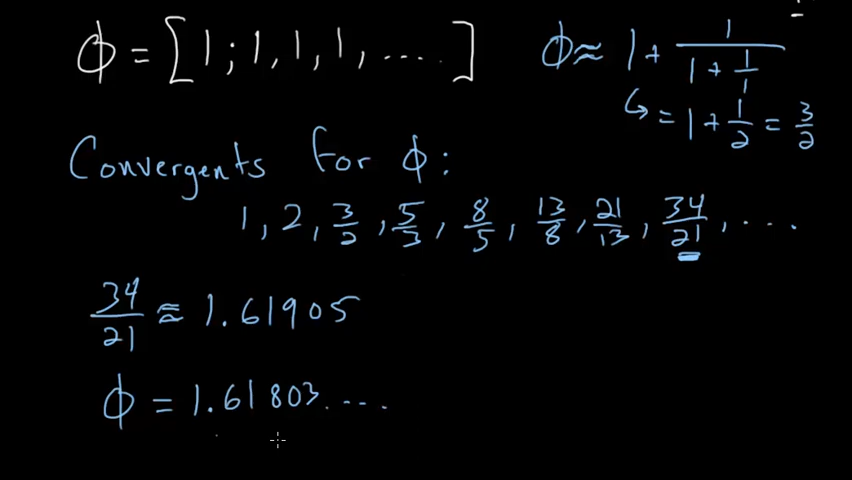 ϕ = [1; 1, 1, 1, ....]
ϕ ≈ 1 + 1/(1 + 1/1)
↳ = 1 + 1/2 = 3/2
Convergents for ϕ:
1, 2, 3/2, 5/3, 8/5, 13/8, 21/13, 34/21, ....
34/21 ≈ 1.61905
ϕ = 1.61803....